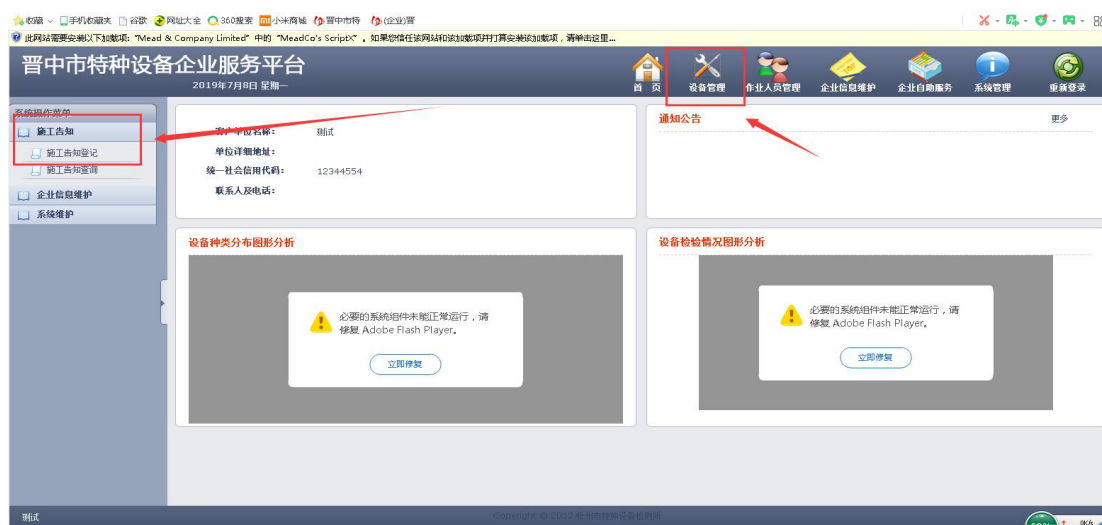 收藏 手机收藏夹 谷歌 网址大全 360搜索 小米商城 晋中市特 (企业)晋
此网站需要安装以下加载项: "Mead & Company Limited" 中的 "MeadCo's ScriptX"。如果您信任该网站和该加载项并打算安装该加载项，请单击这里...
晋中市特种设备企业服务平台
2019年7月8日 星期一
首 页 设备管理 作业人员管理 企业信息维护 企业自助服务 系统管理 重新登录
系统操作菜单
施工告知
施工告知登记
施工告知查询
企业信息维护
系统维护
客户单位名称： 测试
单位详细地址：
统一社会信用代码： 12344554
联系人及电话：
通知公告 更多
设备种类分布图形分析
必要的系统组件未能正常运行，请
修复 Adobe Flash Player。
立即修复
设备检验情况图形分析
必要的系统组件未能正常运行，请
修复 Adobe Flash Player。
立即修复
测试
Copyright © 2012